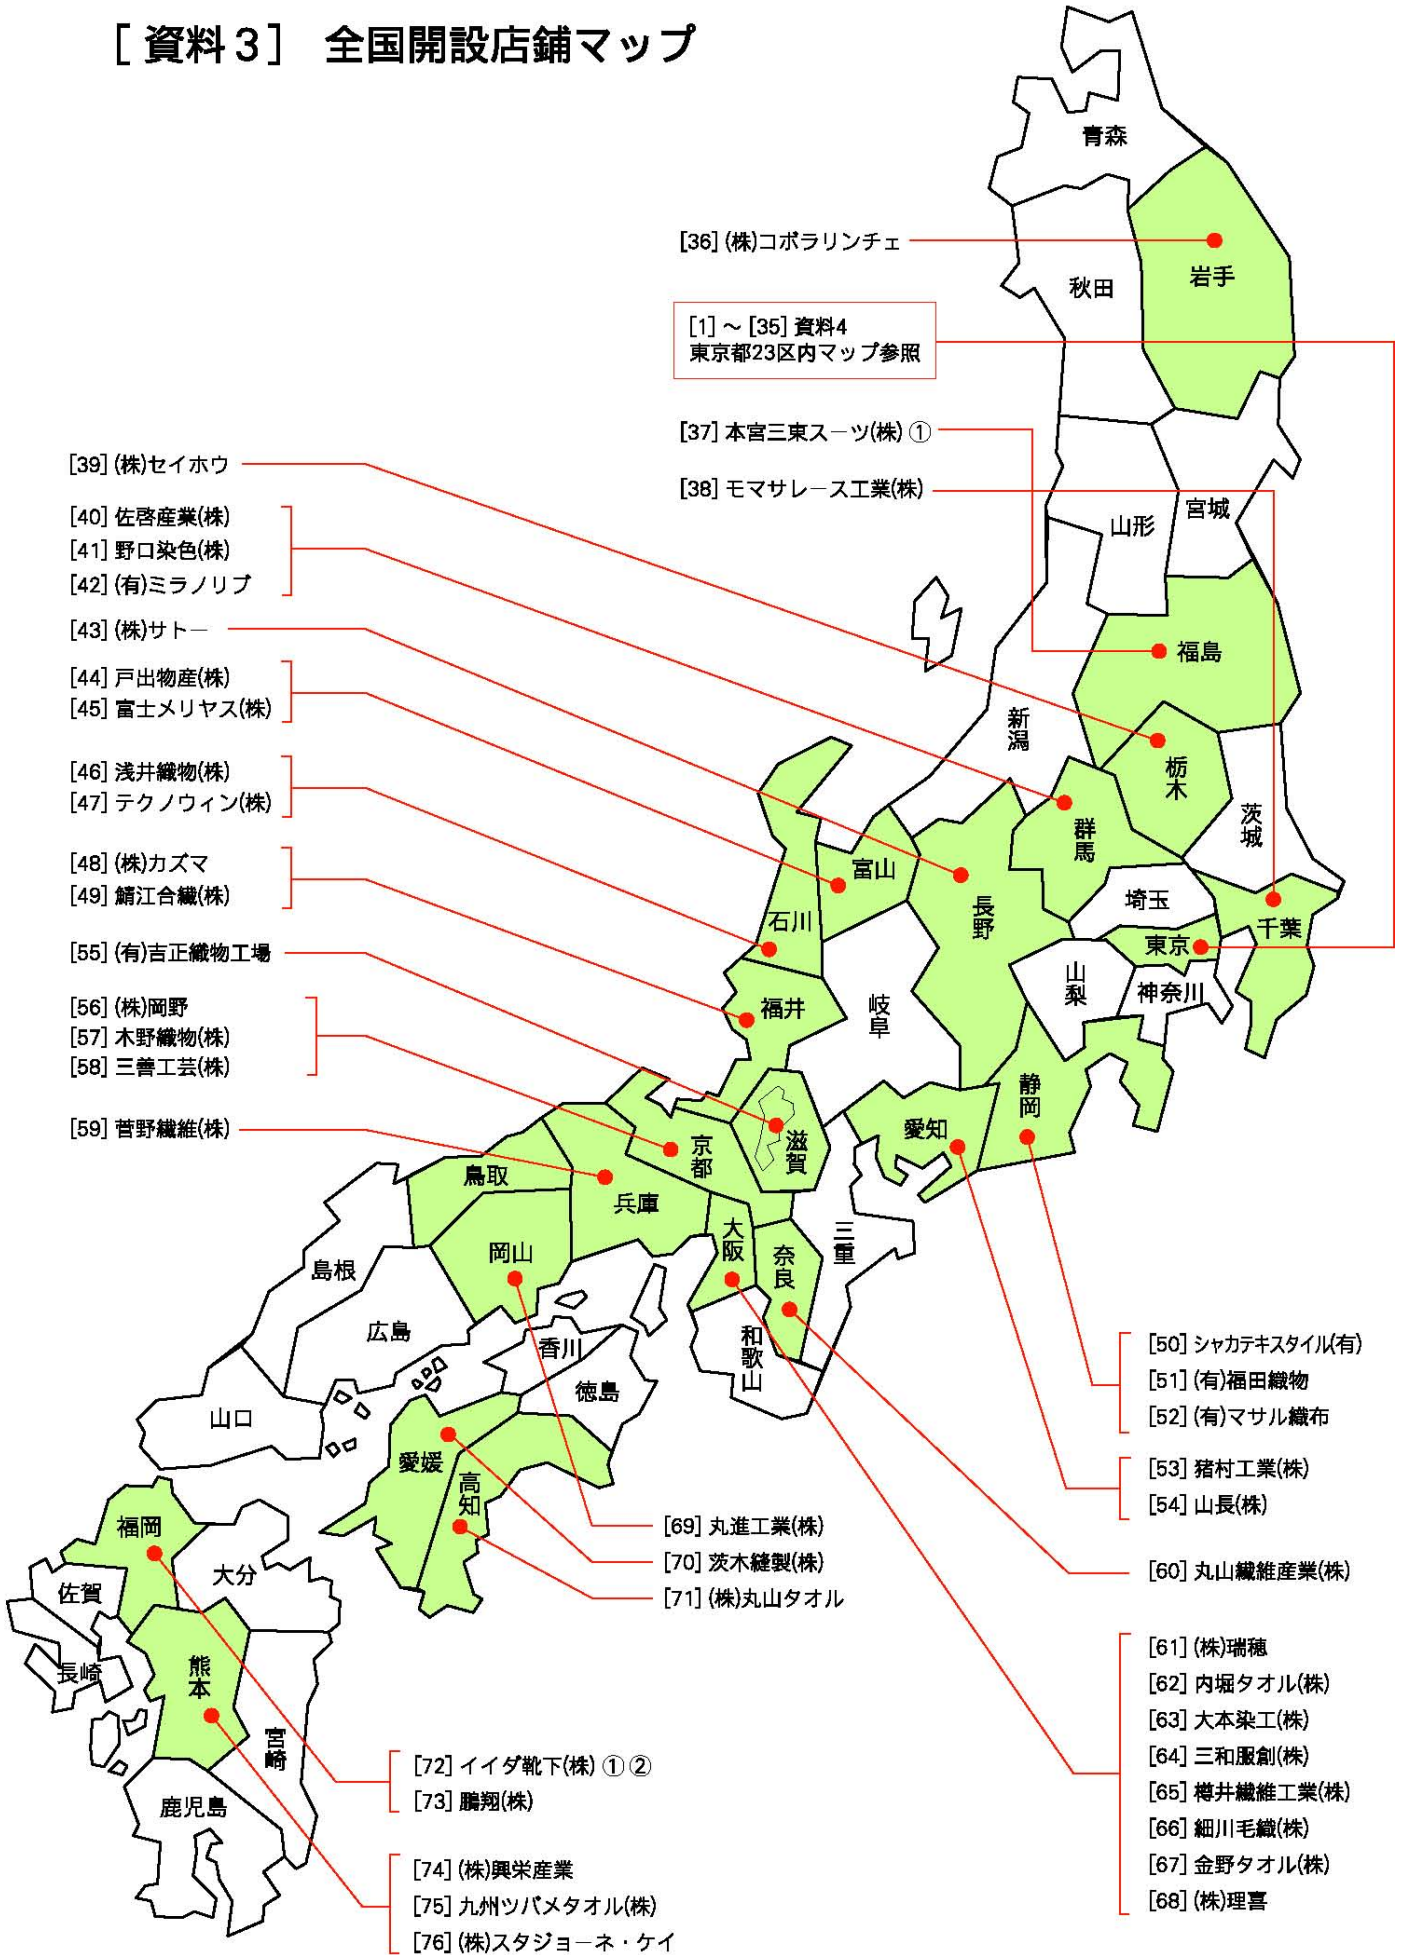 [資料3] 全国開設店鋪マップ
青森
[36] (株)コポラリンチェ
岩手
秋田
[1]～[35] 資料4
東京都23区内マップ参照
[37] 本宮三東スーツ(株) ①
[38] モマサレース工業(株)
宮城
山形
福島
新潟
栃木
茨城
群馬
埼玉
千葉
東京
神奈川
山梨
長野
富山
石川
福井
岐阜
静岡
愛知
[39] (株)セイホウ
[40] 佐啓産業(株)
[41] 野口染色(株)
[42] (有)ミラノリブ
[43] (株)サトー
[44] 戸出物産(株)
[45] 富士メリヤス(株)
[46] 浅井織物(株)
[47] テクノウィン(株)
[48] (株)カズマ
[49] 鯖江合繊(株)
[55] (有)吉正織物工場
[56] (株)岡野
[57] 木野織物(株)
[58] 三善工芸(株)
[59] 菅野繊維(株)
滋賀
京都
兵庫
鳥取
岡山
大阪
奈良
三重
和歌山
島根
広島
山口
香川
徳島
愛媛
高知
[50] シャカテキスタイル(有)
[51] (有)福田織物
[52] (有)マサル織布
[53] 猪村工業(株)
[54] 山長(株)
[60] 丸山繊維産業(株)
[61] (株)瑞穂
[62] 内堀タオル(株)
[63] 大本染工(株)
[64] 三和服創(株)
[65] 樽井繊維工業(株)
[66] 細川毛織(株)
[67] 金野タオル(株)
[68] (株)理喜
[69] 丸進工業(株)
[70] 茨木縫製(株)
[71] (株)丸山タオル
福岡
佐賀
長崎
大分
熊本
宮崎
鹿児島
[72] イイダ靴下(株) ①②
[73] 鵬翔(株)
[74] (株)興栄産業
[75] 九州ツバメタオル(株)
[76] (株)スタジョーネ・ケイ